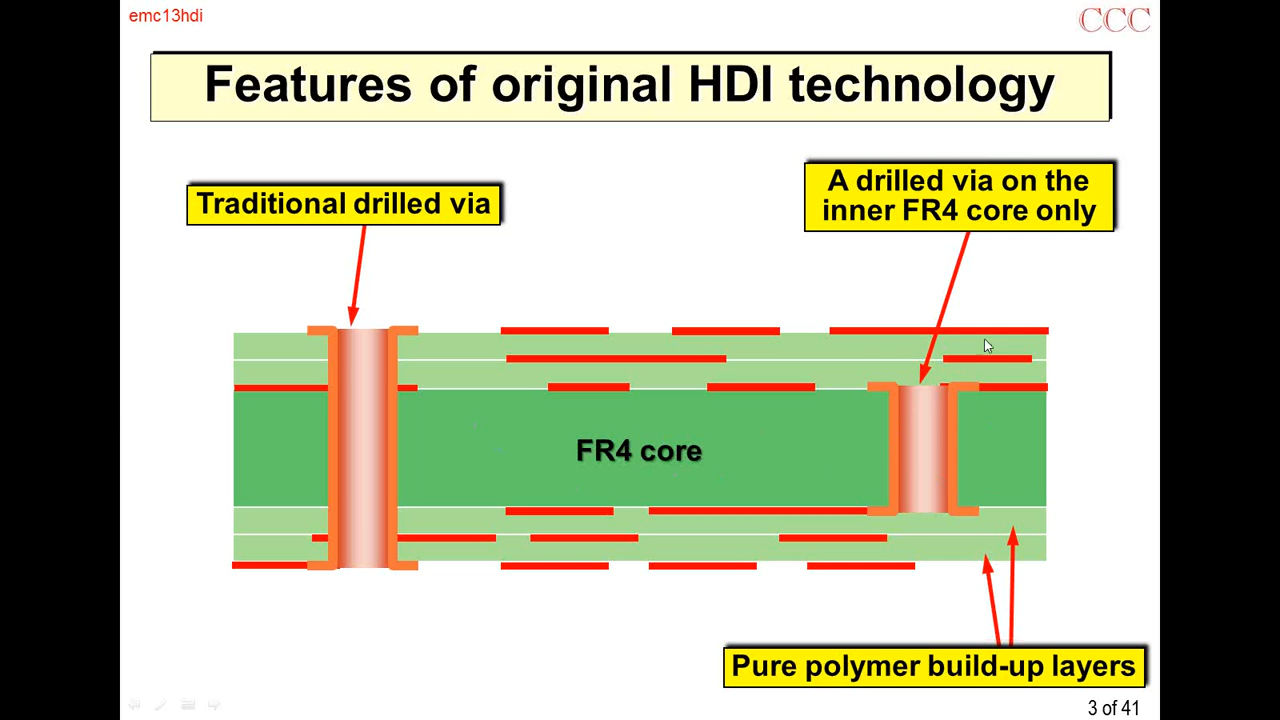 emc13hdi
CCC
Features of original HDI technology
Traditional drilled via
A drilled via on the
inner FR4 core only
FR4 core
Pure polymer build-up layers
3 of 41